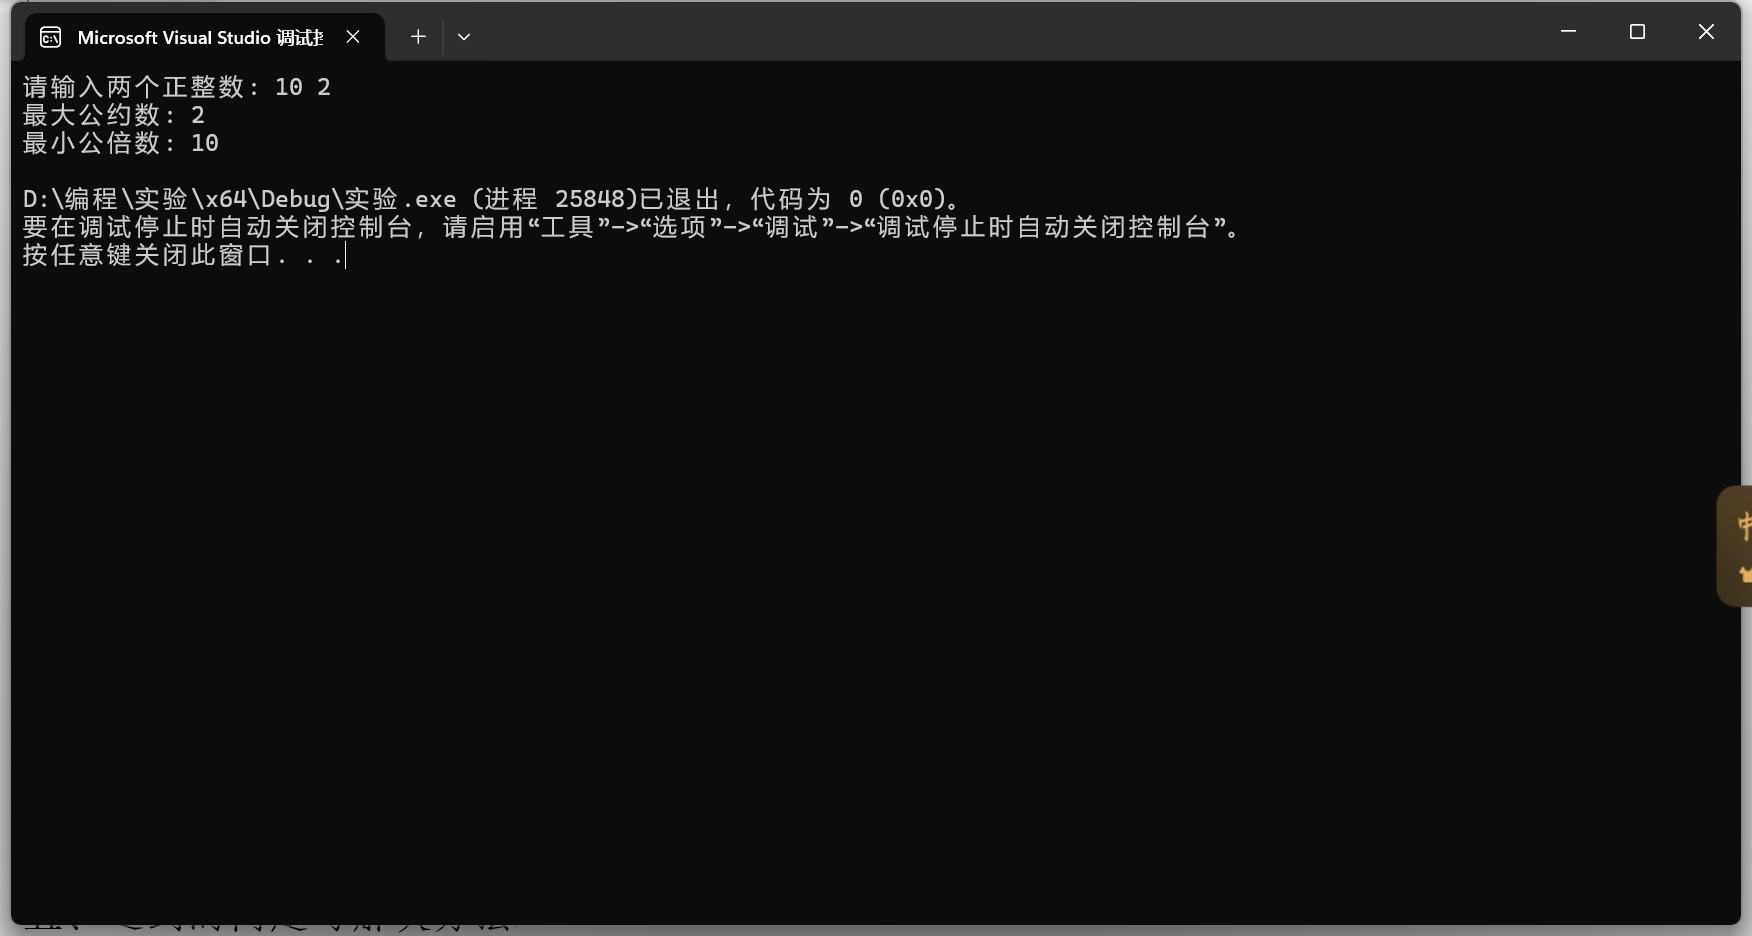 Microsoft Visual Studio 调试
请输入两个正整数: 10 2
最大公约数: 2
最小公倍数: 10
D:\编程\实验\x64\Debug\实验.exe (进程 25848)已退出，代码为 0 (0x0)。
要在调试停止时自动关闭控制台，请启用“工具”->“选项”->“调试”->“调试停止时自动关闭控制台”。
按任意键关闭此窗口. . .